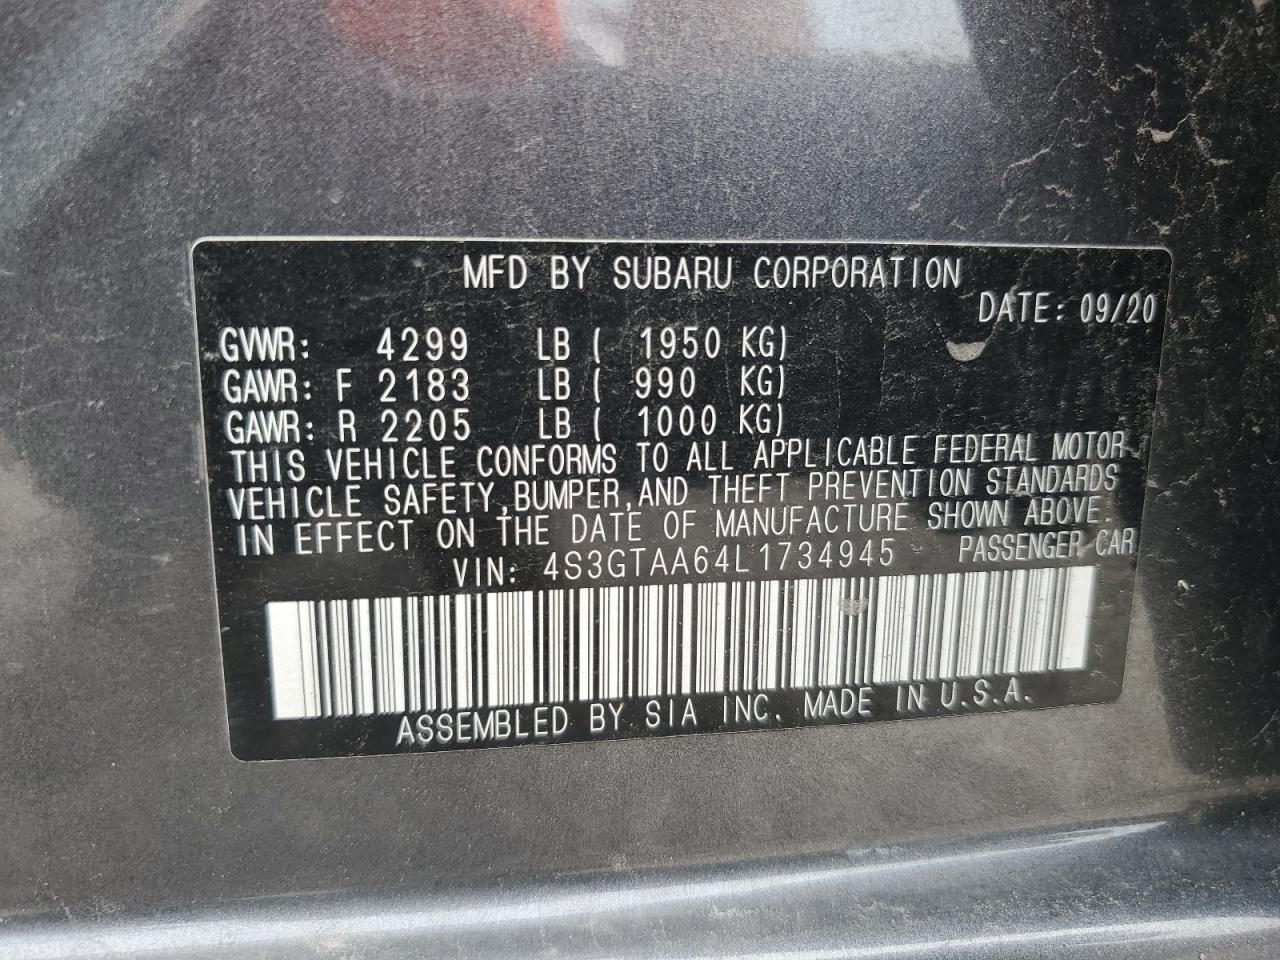 MFD BY SUBARU CORPORATION
DATE: 09/20
GVWR: 4299 LB ( 1950 KG)
GAWR: F 2183 LB ( 990 KG)
GAWR: R 2205 LB ( 1000 KG)
THIS VEHICLE CONFORMS TO ALL APPLICABLE FEDERAL MOTOR
VEHICLE SAFETY, BUMPER, AND THEFT PREVENTION STANDARDS
IN EFFECT ON THE DATE OF MANUFACTURE SHOWN ABOVE.
VIN: 4S3GTAA64L1734945 PASSENGER CAR
ASSEMBLED BY SIA INC. MADE IN U.S.A.